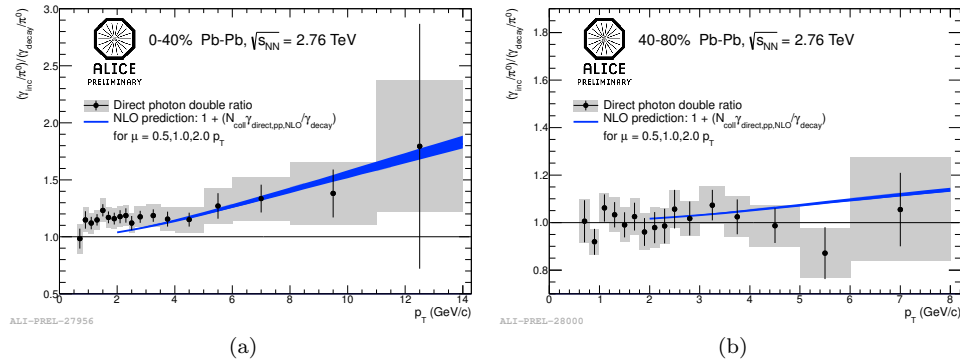 (γinc/π0)/(γdecay/π0)
3.0
2.5
2.0
1.5
1.0
0.5
0-40% Pb-Pb, √sNN = 2.76 TeV
ALICE
PRELIMINARY
Direct photon double ratio
NLO prediction: 1 + (Ncollγdirect,pp,NLO/γdecay)
for μ = 0.5,1.0,2.0 pT
0 2 4 6 8 10 12 14
pT (GeV/c)
ALI-PREL-27956
(a)
(γinc/π0)/(γdecay/π0)
1.8
1.6
1.4
1.2
1.0
0.8
40-80% Pb-Pb, √sNN = 2.76 TeV
ALICE
PRELIMINARY
Direct photon double ratio
NLO prediction: 1 + (Ncollγdirect,pp,NLO/γdecay)
for μ = 0.5,1.0,2.0 pT
0 1 2 3 4 5 6 7 8
pT (GeV/c)
ALI-PREL-28000
(b)